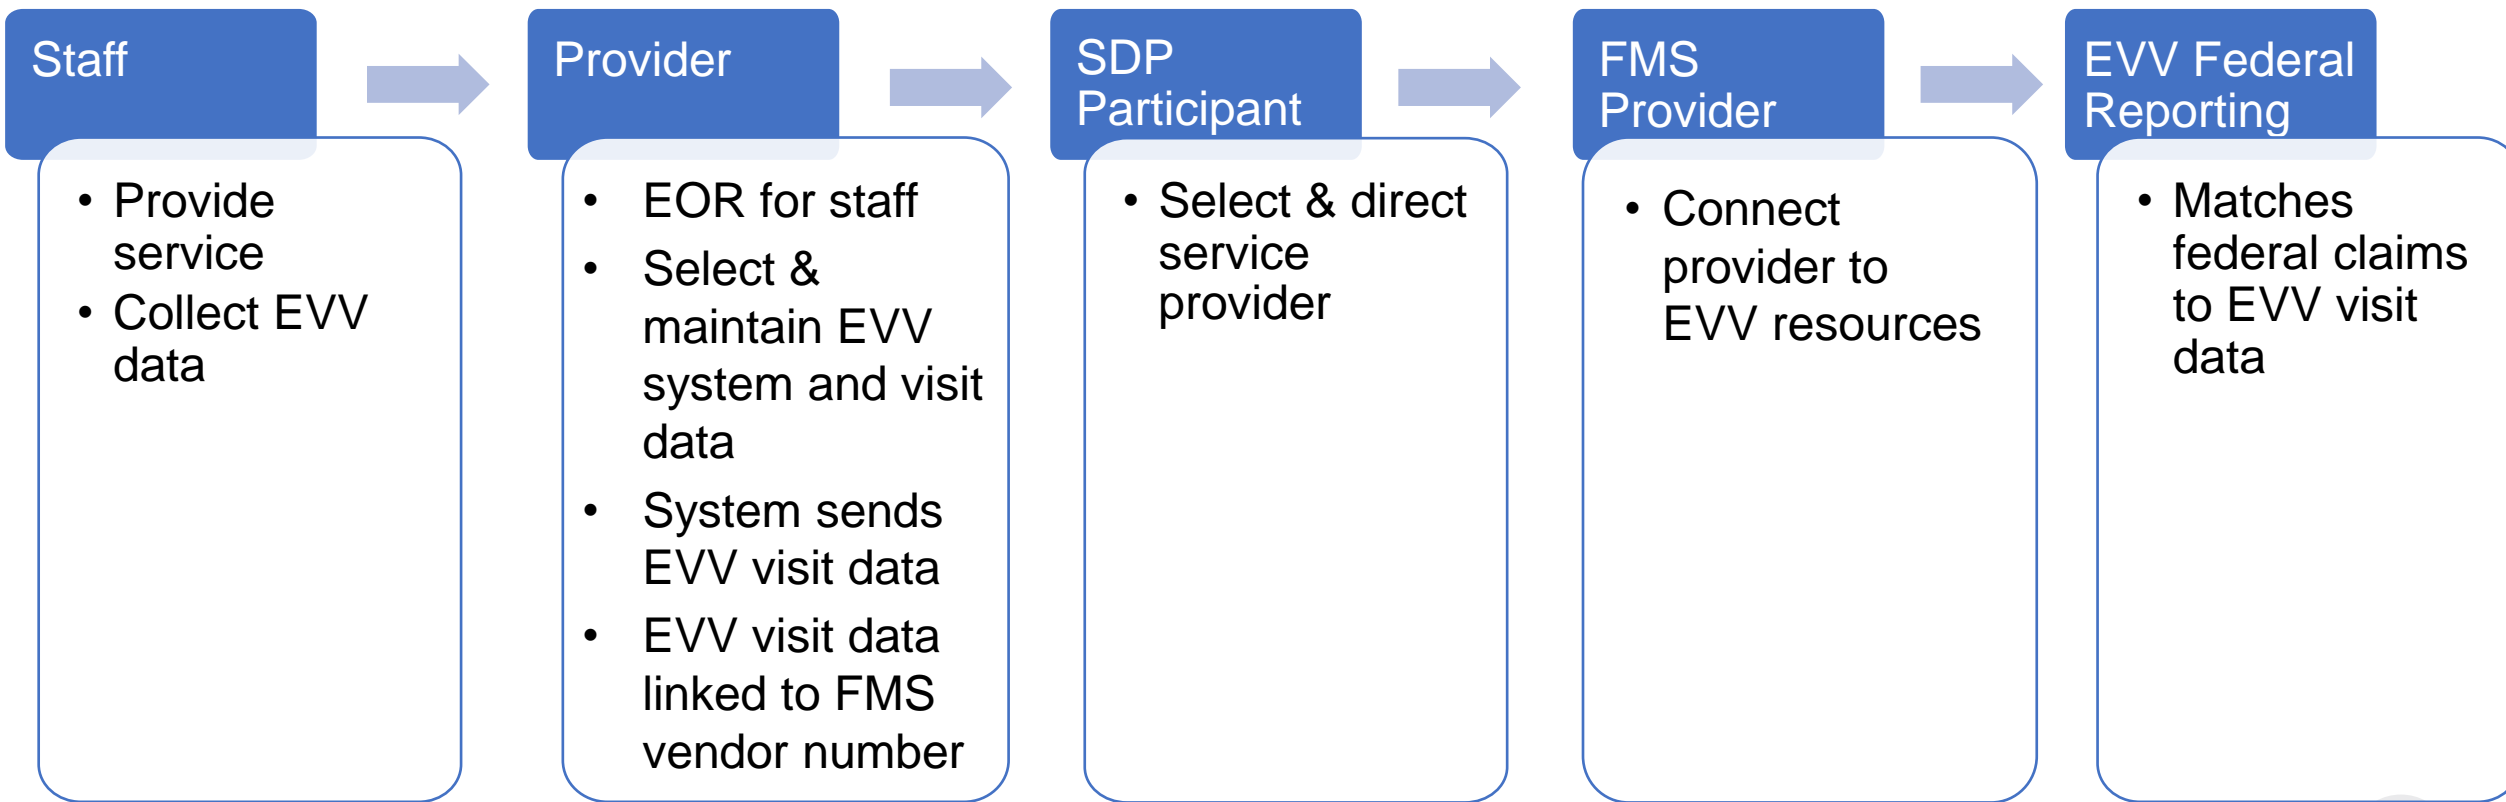 Staff
• Provide
service
• Collect EVV
data
Provider
• EOR for staff
• Select &
maintain EVV
system and visit
data
• System sends
EVV visit data
• EVV visit data
linked to FMS
vendor number
SDP
Participant
• Select & direct
service
provider
FMS
Provider
• Connect
provider to
EVV resources
EVV Federal
Reporting
• Matches
federal claims
to EVV visit
data